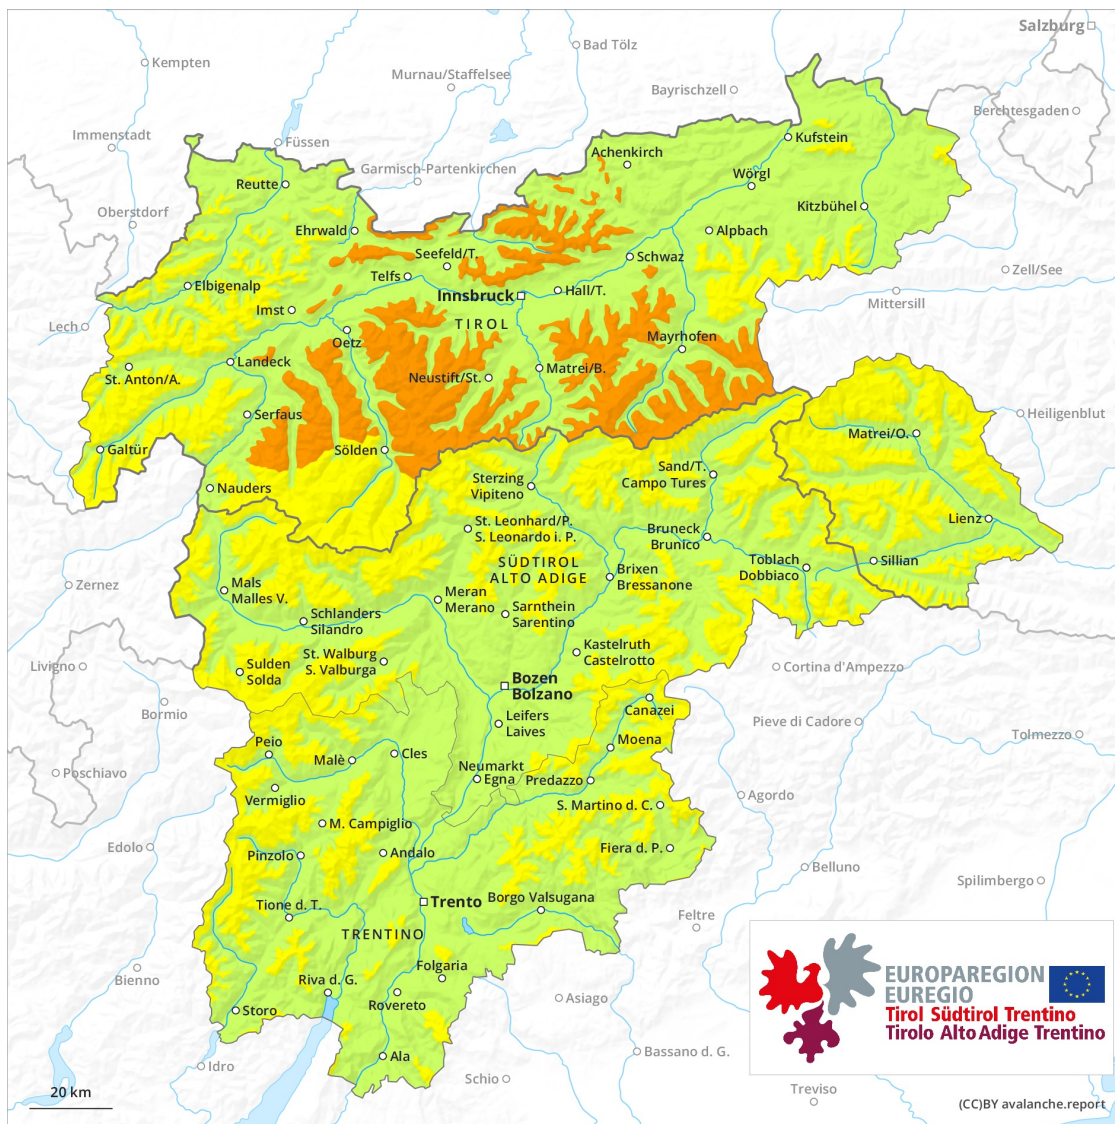 Salzburg
Bad Tölz
Kempten
Murnau/Staffelsee
Bayrischzell
Berchtesgaden
Immenstadt
Füssen
Kufstein
Achenkirch
Garmisch-Partenkirchen
Wörgl
Reutte
Oberstdorf
Kitzbühel
Ehrwald
Alpbach
Seefeld/T.
Schwaz
Telfs
Zell/See
Elbigenalp
Innsbruck
Hall/T.
Mittersill
Imst
Lech
TIROL
Oetz
Mayrhofen
Landeck
Matrei/B.
St. Anton/A.
Neustift/St.
Serfaus
Heiligenblut
Matrei/O.
Galtür
Sölden
Sand/T.
Campo Tures
Sterzing
Vipiteno
Nauders
St. Leonhard/P.
S. Leonardo i. P.
Bruneck
Brunico
Lienz
SÜDTIROL
ALTO ADIGE
Toblach
Dobbiaco
Sillian
Zernez
Mals
Malles V.
Brixen
Bressanone
Meran
Merano
Sarnthein
Sarentino
Schlanders
Silandro
Kastelruth
Castelrotto
St. Walburg
S. Valburga
Livigno
Sulden
Solda
Cortina d'Ampezzo
Bozen
Bolzano
Bormio
Canazei
Leifers
Laives
Pieve di Cadore
Peio
Moena
Tolmezzo
Cles
Malè
Poschiavo
Neumarkt
Egna
Predazzo
Vermiglio
Agordo
S. Martino d. C.
M. Campiglio
Edolo
Pinzolo
Andalo
Fiera d. P.
Belluno
Spilimbergo
Borgo Valsugana
Trento
Tione d. T.
Feltre
TRENTINO
Bienno
Folgaria
Riva d. G.
Asiago
Rovereto
Storo
Ala
Bassano d. G.
Idro
Schio
Treviso
EUROPAREGION
EUREGIO
Tirol Südtirol Trentino
Tirolo Alto Adige Trentino
20 km
(CC)BY avalanche.report